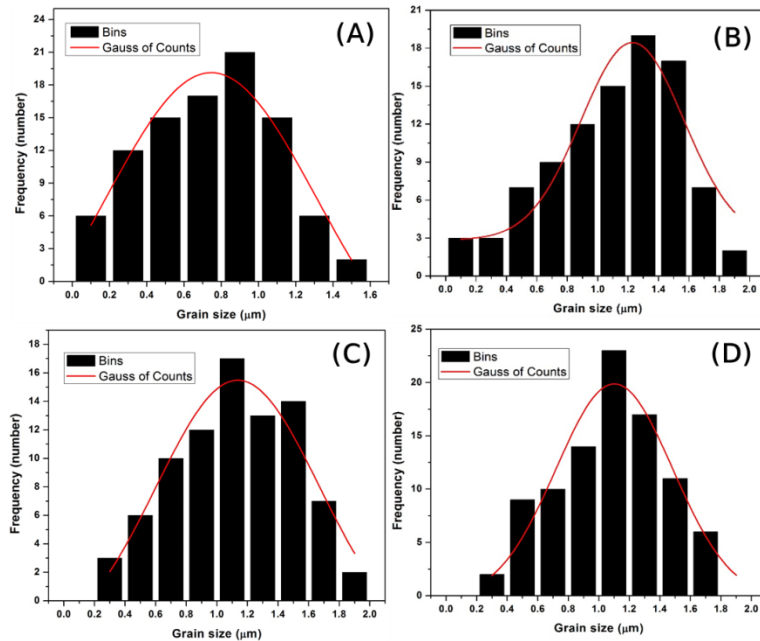 (A)
Bins
Gauss of Counts
24
21
18
15
12
9
6
3
0
Frequency (number)
0.0 0.2 0.4 0.6 0.8 1.0 1.2 1.4 1.6
Grain size (μm)
(B)
Bins
Gauss of Counts
21
18
15
12
9
6
3
0
Frequency (number)
0.0 0.2 0.4 0.6 0.8 1.0 1.2 1.4 1.6 1.8 2.0
Grain size (μm)
(C)
Bins
Gauss of Counts
18
16
14
12
10
8
6
4
2
0
Frequency (number)
0.0 0.2 0.4 0.6 0.8 1.0 1.2 1.4 1.6 1.8 2.0
Grain size (μm)
(D)
Bins
Gauss of Counts
25
20
15
10
5
0
Frequency (number)
0.0 0.2 0.4 0.6 0.8 1.0 1.2 1.4 1.6 1.8 2.0
Grain size (μm)